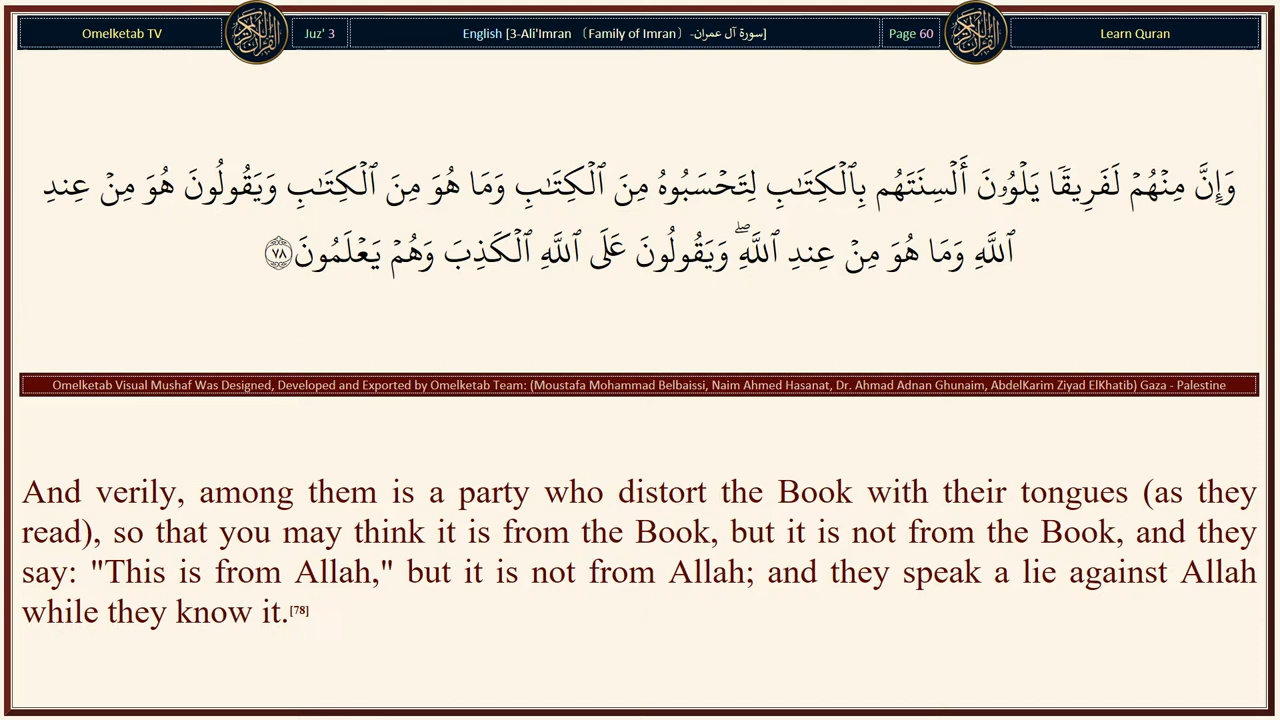 Omelketab TV
Juz' 3
English [3-Ali'Imran 〔Family of Imran〕-سورة آل عمران]
Page 60
Learn Quran
وَإِنَّ مِنۡهُمۡ لَفَرِيقٗا يَلۡوُۥنَ أَلۡسِنَتَهُم بِٱلۡكِتَٰبِ لِتَحۡسَبُوهُ مِنَ ٱلۡكِتَٰبِ وَمَا هُوَ مِنَ ٱلۡكِتَٰبِ وَيَقُولُونَ هُوَ مِنۡ عِندِ
ٱللَّهِ وَمَا هُوَ مِنۡ عِندِ ٱللَّهِۖ وَيَقُولُونَ عَلَى ٱللَّهِ ٱلۡكَذِبَ وَهُمۡ يَعۡلَمُونَ ٧٨
Omelketab Visual Mushaf Was Designed, Developed and Exported by Omelketab Team: (Moustafa Mohammad Belbaissi, Naim Ahmed Hasanat, Dr. Ahmad Adnan Ghunaim, AbdelKarim Ziyad ElKhatib) Gaza - Palestine
And verily, among them is a party who distort the Book with their tongues (as they
read), so that you may think it is from the Book, but it is not from the Book, and they
say: "This is from Allah," but it is not from Allah; and they speak a lie against Allah
while they know it.[78]